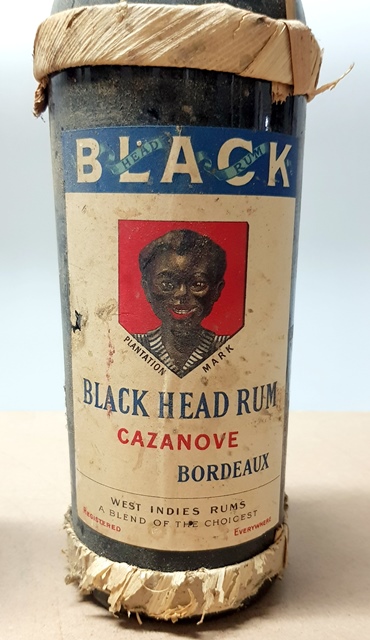 BLACK
HEAD RUM
PLANTATION MARK
BLACK HEAD RUM
CAZANOVE
BORDEAUX
WEST INDIES RUMS
A BLEND OF THE CHOICEST
REGISTERED EVERYWHERE